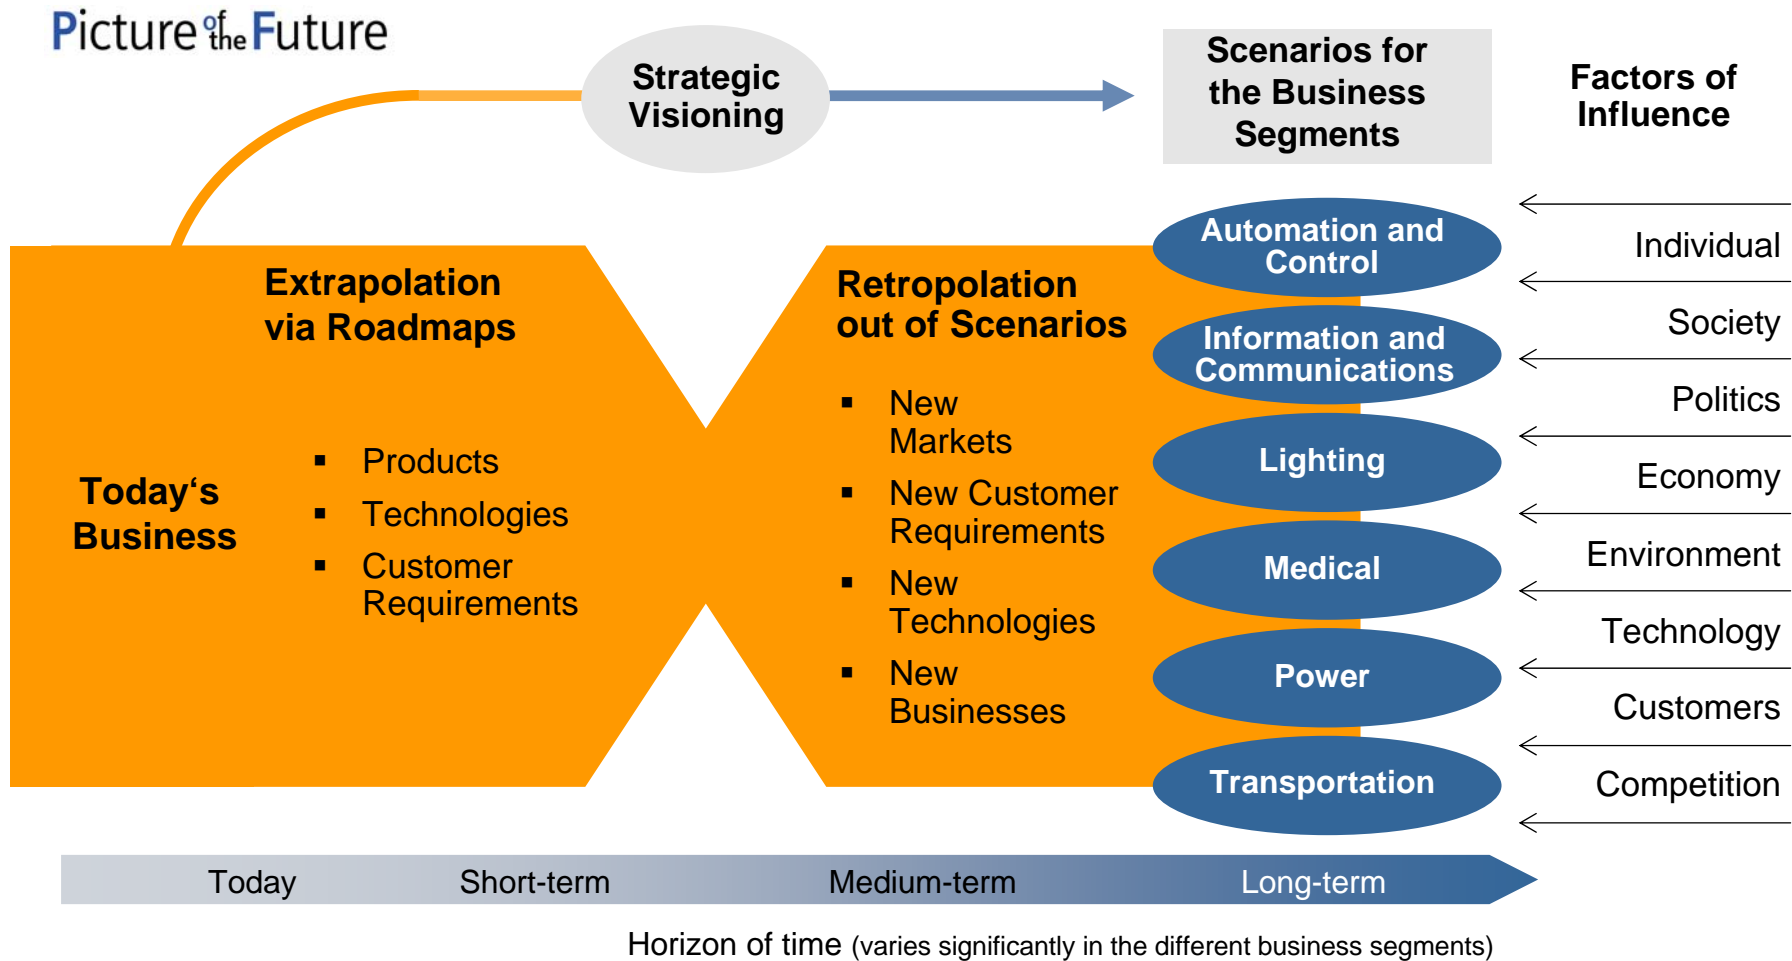 Picture of the Future
Strategic
Visioning
Scenarios for
the Business
Segments
Factors of
Influence
Extrapolation
via Roadmaps
Today‘s
Business
▪ Products
▪ Technologies
▪ Customer
Requirements
Retropolation
out of Scenarios
▪ New
Markets
▪ New Customer
Requirements
▪ New
Technologies
▪ New
Businesses
Automation and
Control
Information and
Communications
Lighting
Medical
Power
Transportation
Individual
Society
Politics
Economy
Environment
Technology
Customers
Competition
Today Short-term Medium-term Long-term
Horizon of time (varies significantly in the different business segments)